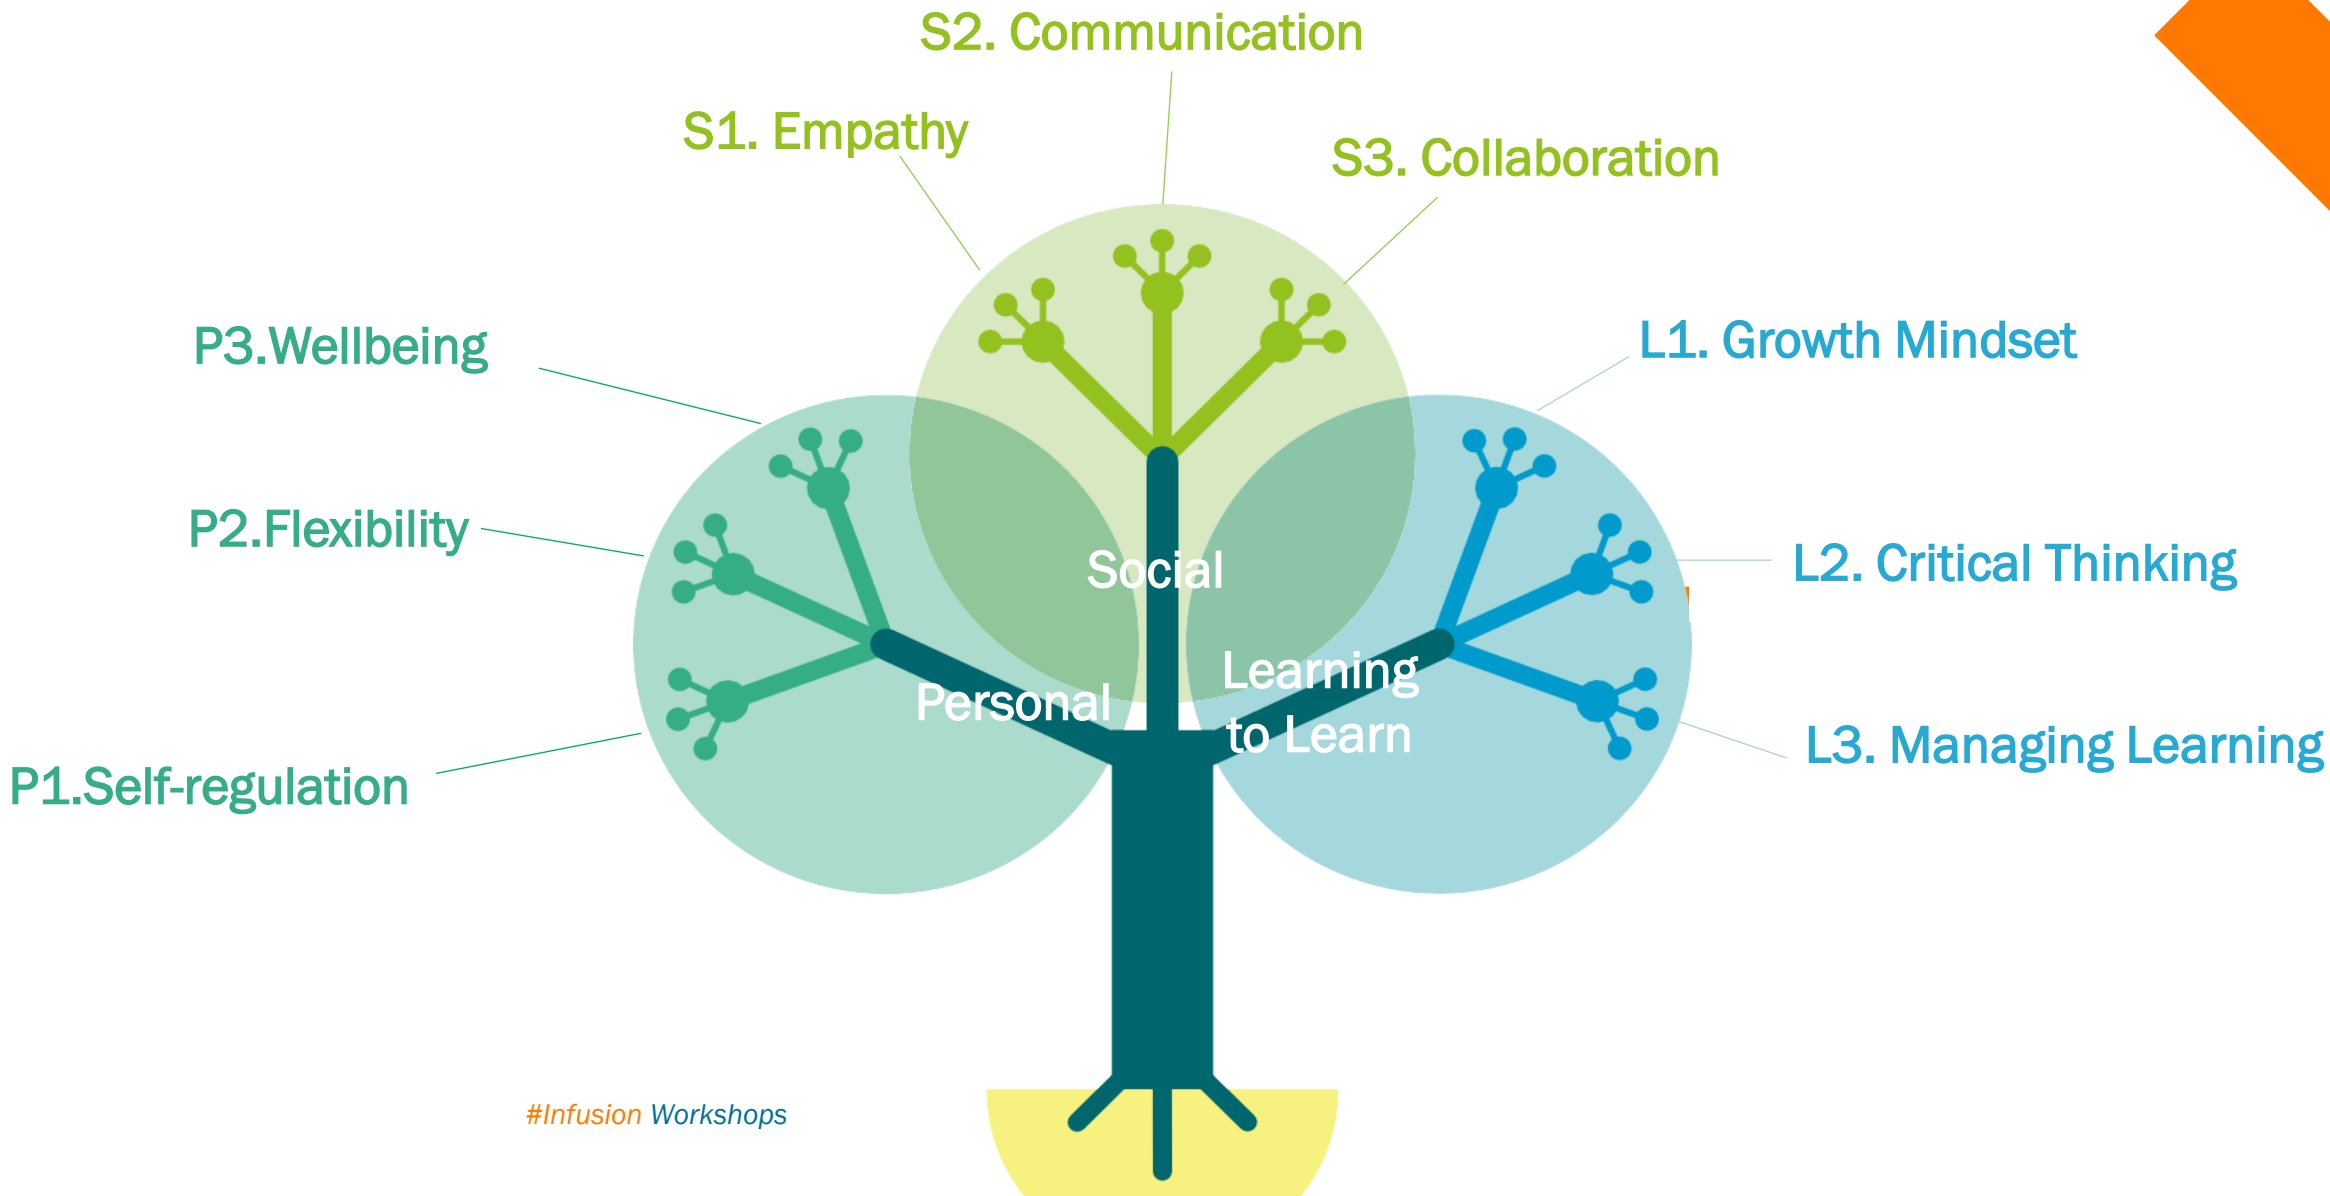 S2. Communication
S1. Empathy
S3. Collaboration
P3.Wellbeing
L1. Growth Mindset
P2.Flexibility
L2. Critical Thinking
Social
Learning
to Learn
Personal
P1.Self-regulation
L3. Managing Learning
#Infusion Workshops